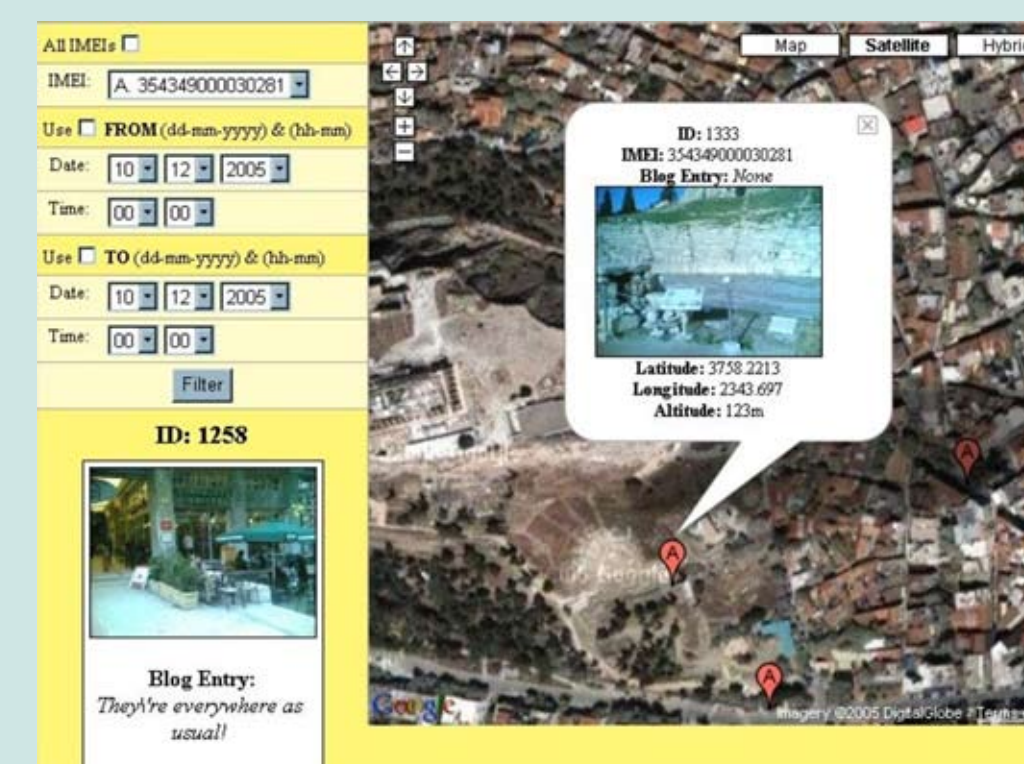 All IMEIs
IMEI: A. 354349000030281
Use FROM (dd-mm-yyyy) & (hh-mm)
Date: 10 12 2005
Time: 00 00
Use TO (dd-mm-yyyy) & (hh-mm)
Date: 10 12 2005
Time: 00 00
Filter
ID: 1258
Blog Entry:
They\'re everywhere as
usual!
Map Satellite Hybri
ID: 1333
IMEI: 354349000030281
Blog Entry: None
Latitude: 3758.2213
Longitude: 2343.697
Altitude: 123m
A
A
A
Google
Imagery ©2005 DigitalGlobe - Terms